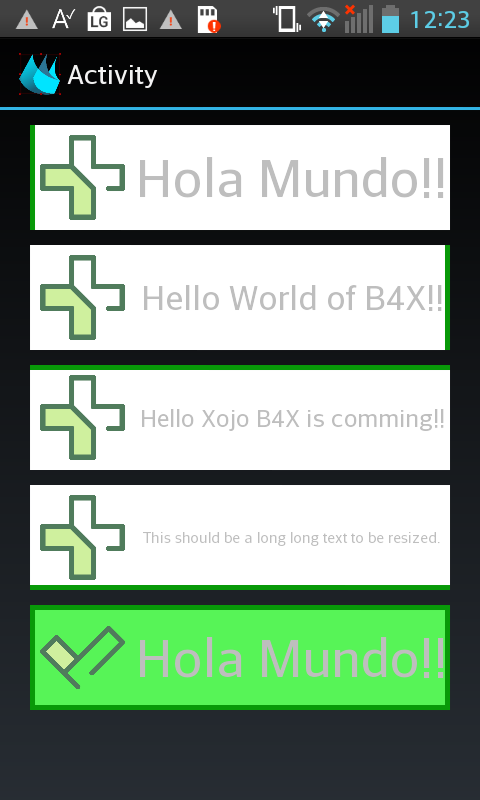 A LG 12:23
Activity
Hola Mundo!!
Hello World of B4X!!
Hello Xojo B4X is comming!!
This should be a long long text to be resized.
Hola Mundo!!